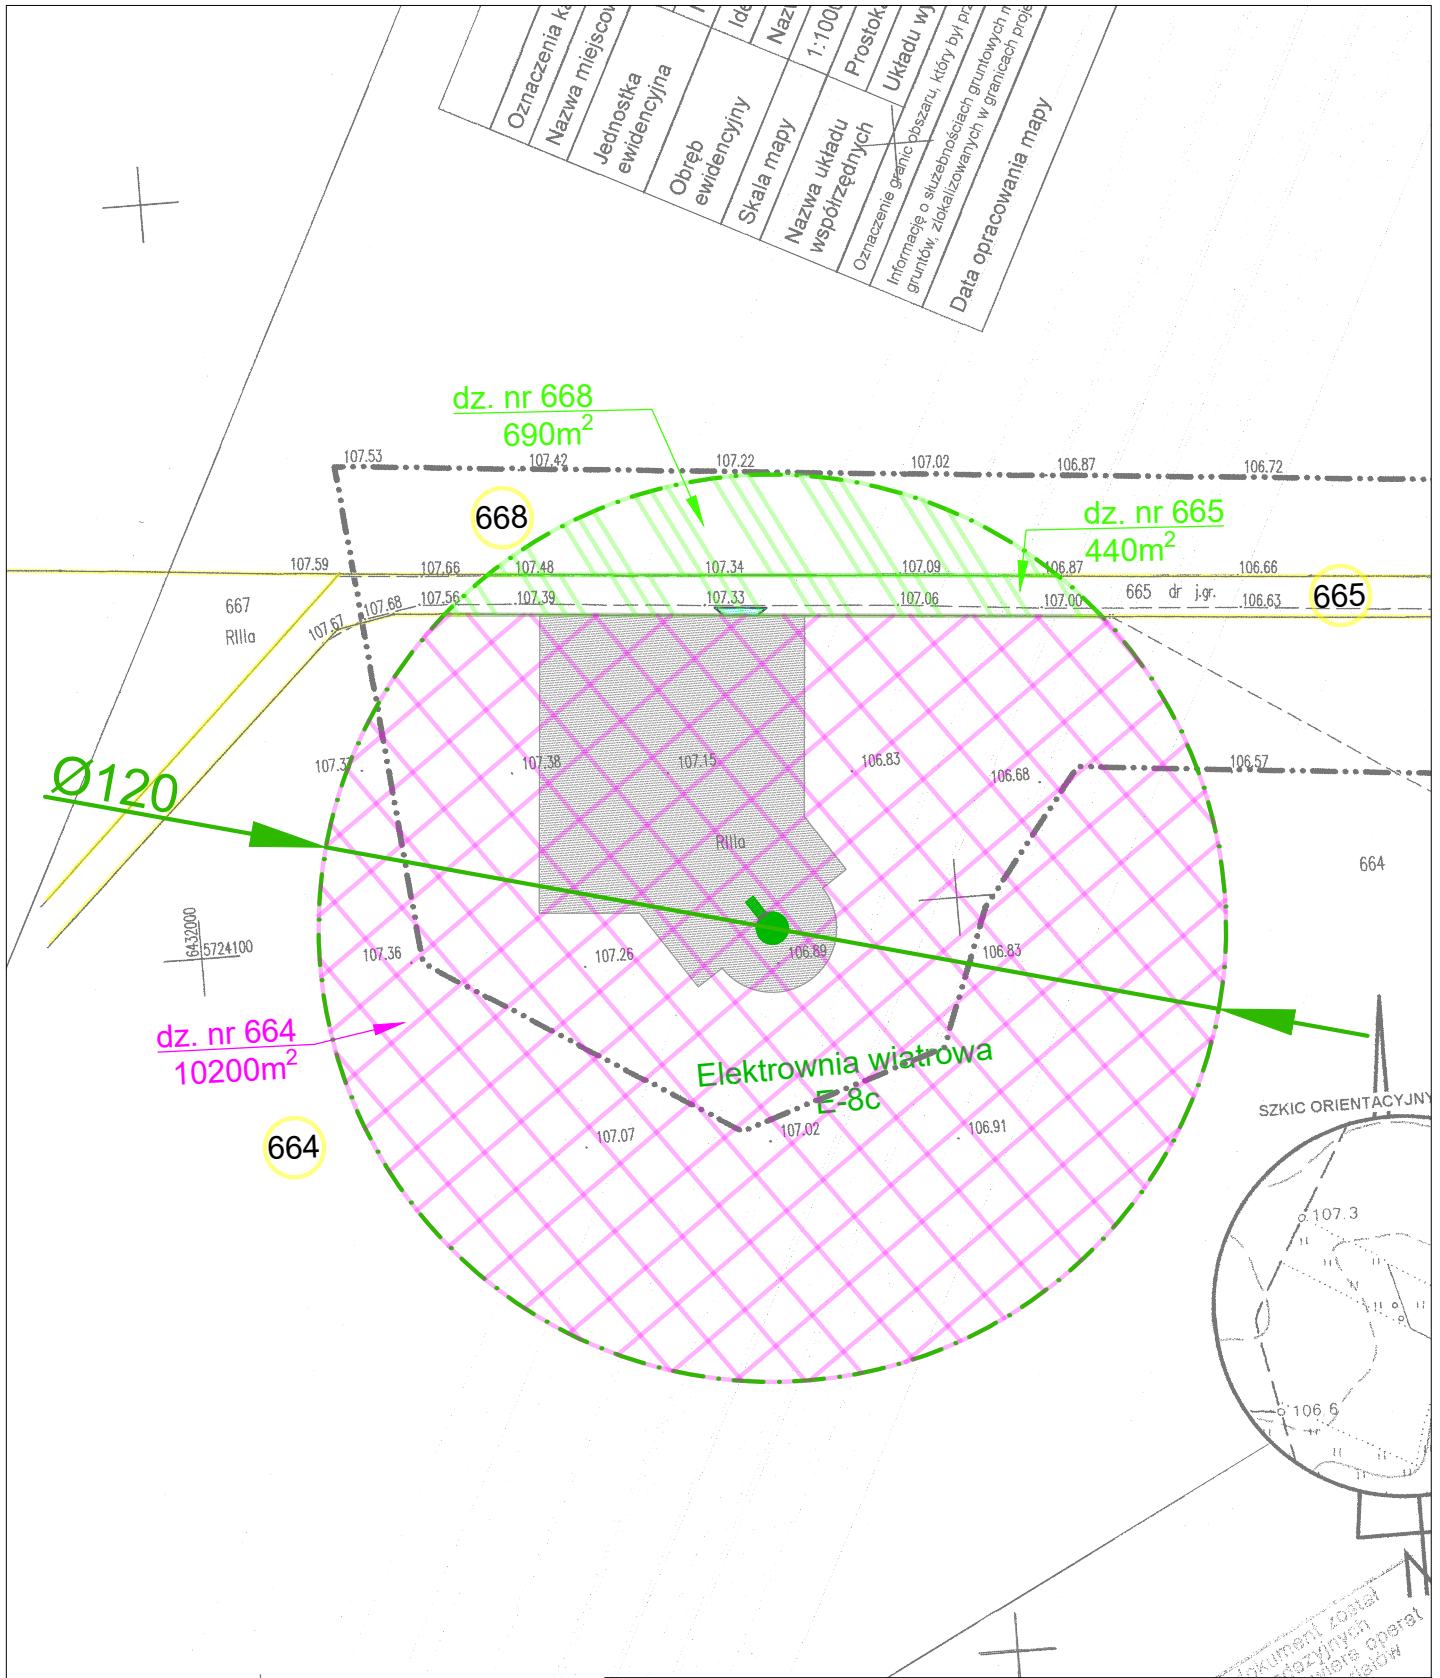 Oznaczenia
Nazwa
Jednostka
ewidencyjna
Obręb
ewidencyjny
Skala mapy
1:1000
Nazwa układu
współrzędnych
Układu
Oznaczenie granic obszaru, który był
Informację o służebnościach gruntowych
gruntów, zlokalizowanych w granicach
Data opracowania mapy
dz. nr 668
690m²
107.53
107.42
107.22
107.02
106.87
106.72
668
dz. nr 665
440m²
107.59
107.66
107.48
107.34
107.09
106.87
106.66
667
RIIIa
107.67
107.68
107.56
107.39
107.33
107.06
107.00
665 dr j.gr.
106.63
665
Ø120
107.37
107.38
107.15
106.83
106.68
106.57
RIIIa
664
6432000
5724100
107.36
107.26
106.89
106.83
dz. nr 664
10200m²
Elektrownia wiatrowa
E-8c
664
107.07
107.02
106.91
SZKIC ORIENTACYJNY
107.3
106.6
N
został
operat